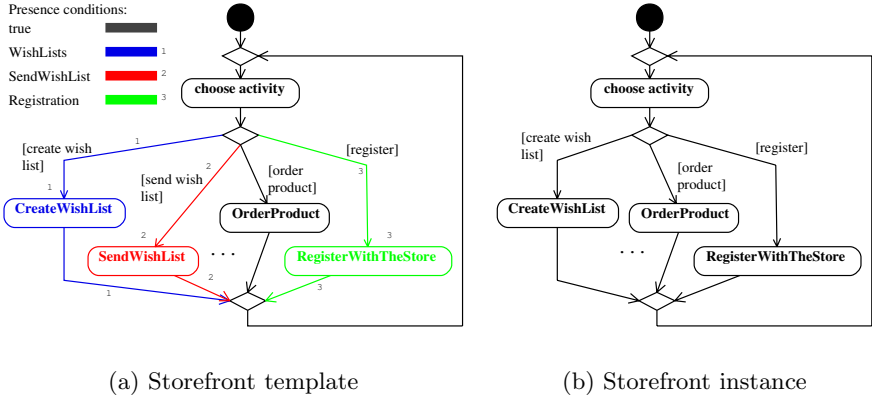 Presence conditions:
true
WishLists 1
SendWishList 2
Registration 3
choose activity
[create wish
list]
1
[send wish
list]
2
[order
product]
[register]
3
1
CreateWishList
OrderProduct
2
SendWishList
. . .
3
RegisterWithTheStore
1
2
3
(a) Storefront template
choose activity
[create wish
list]
[order
product]
[register]
CreateWishList
OrderProduct
. . .
RegisterWithTheStore
(b) Storefront instance